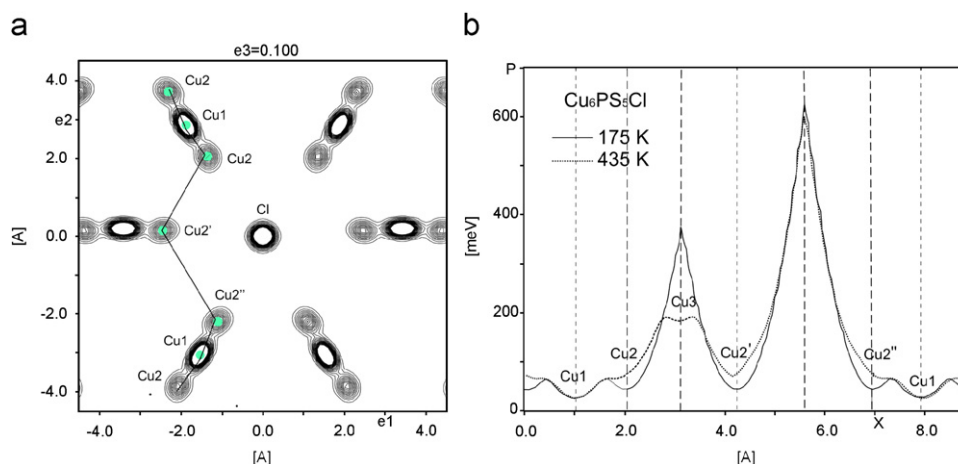 a
e3=0.100
4.0
e2
2.0
0.0
-2.0
-4.0
[A]
Cu2
Cu1
Cu2
Cl
Cu2'
Cu2"
Cu1
Cu2
e1
-4.0 -2.0 0.0 2.0 4.0
[A]
b
P
600
400
200
0
[meV]
Cu₆PS₅Cl
175 K
435 K
Cu3
Cu2 Cu2' Cu2"
Cu1 Cu1
0.0 2.0 4.0 6.0 X 8.0
[A]